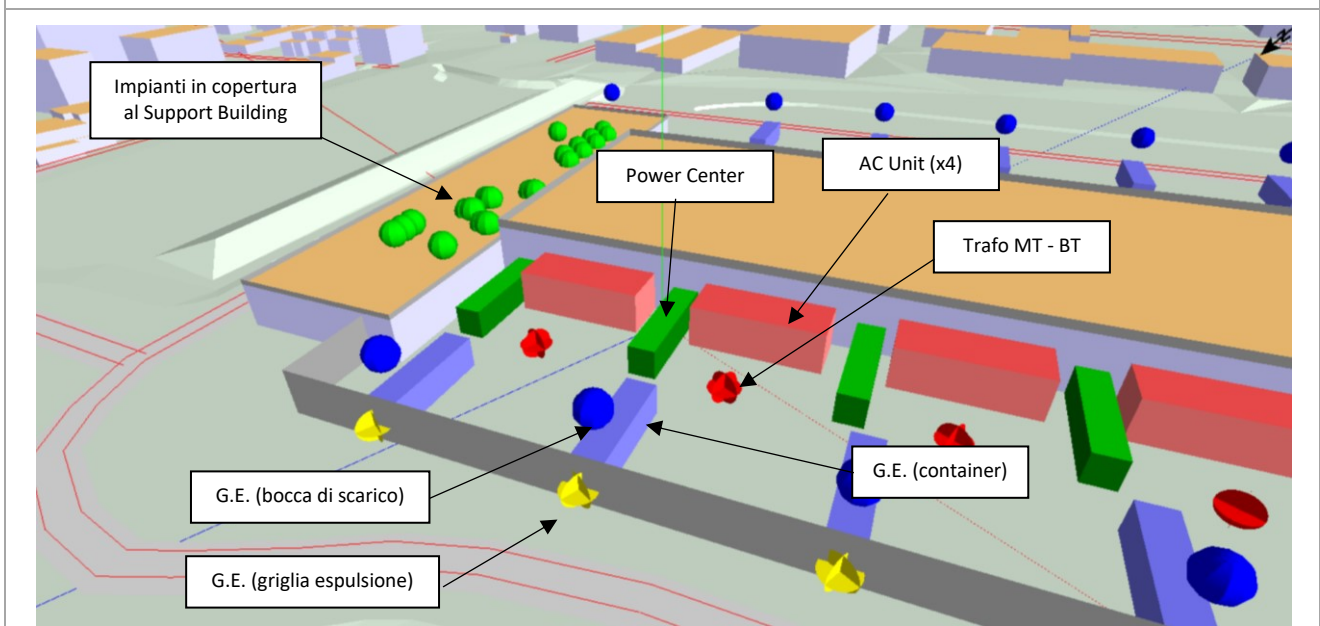 Impianti in copertura
al Support Building
Power Center
AC Unit (x4)
Trafo MT - BT
G.E. (container)
G.E. (bocca di scarico)
G.E. (griglia espulsione)